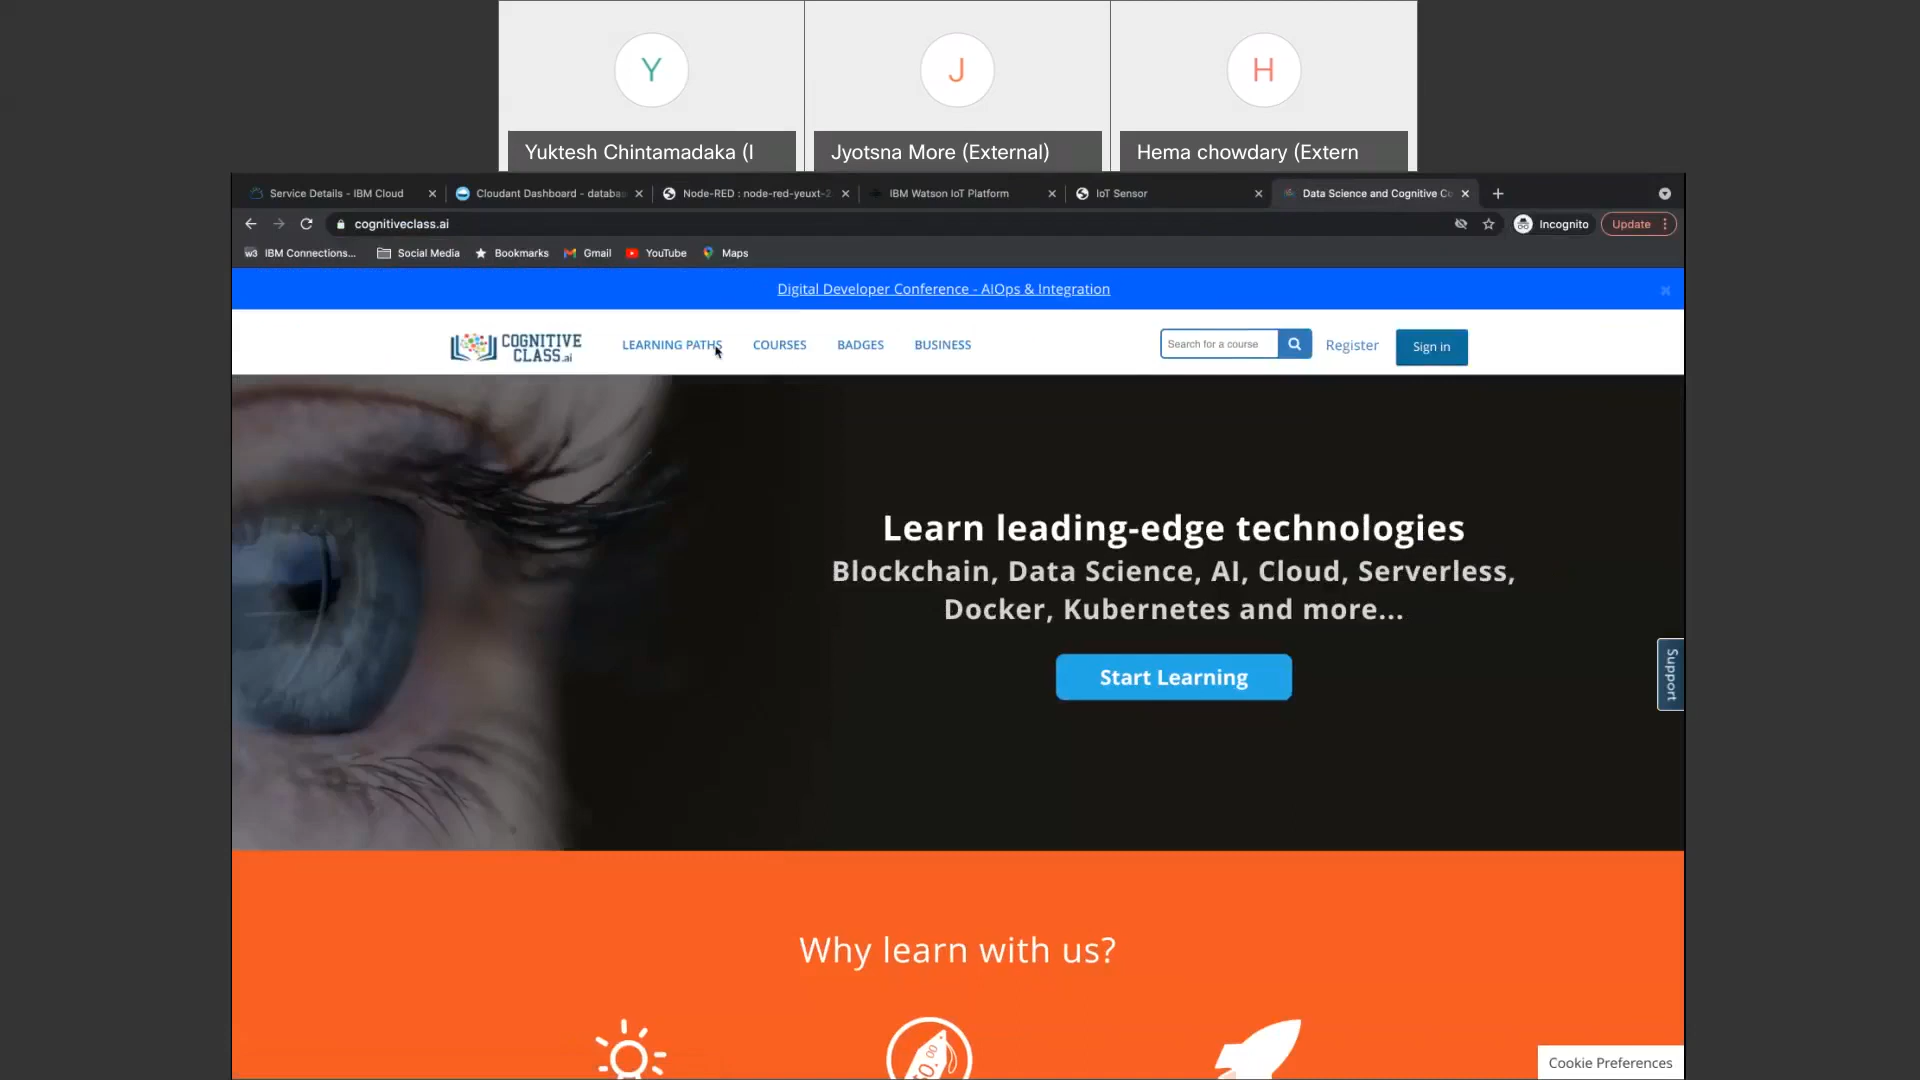 Y
J
H
Yuktesh Chintamadaka (I
Jyotsna More (External)
Hema chowdary (Extern
Service Details - IBM Cloud
Cloudant Dashboard - databas
Node-RED : node-red-yeuxt-2
IBM Watson IoT Platform
IoT Sensor
Data Science and Cognitive Co
cognitiveclass.ai
Incognito
Update
w3 IBM Connections...
Social Media
Bookmarks
Gmail
YouTube
Maps
Digital Developer Conference - AIOps & Integration
COGNITIVE
CLASS.ai
LEARNING PATHS
COURSES
BADGES
BUSINESS
Search for a course
Register
Sign in
Learn leading-edge technologies
Blockchain, Data Science, AI, Cloud, Serverless,
Docker, Kubernetes and more...
Start Learning
Support
Why learn with us?
Cookie Preferences